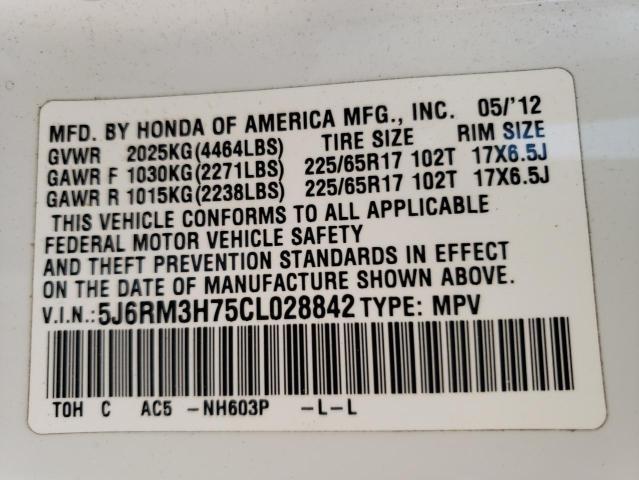 MFD. BY HONDA OF AMERICA MFG., INC. 05/'12
GVWR 2025KG(4464LBS) TIRE SIZE RIM SIZE
GAWR F 1030KG(2271LBS) 225/65R17 102T 17X6.5J
GAWR R 1015KG(2238LBS) 225/65R17 102T 17X6.5J
THIS VEHICLE CONFORMS TO ALL APPLICABLE
FEDERAL MOTOR VEHICLE SAFETY
AND THEFT PREVENTION STANDARDS IN EFFECT
ON THE DATE OF MANUFACTURE SHOWN ABOVE.
V.I.N.:5J6RM3H75CL028842 TYPE: MPV
TOH C AC5 -NH603P -L-L